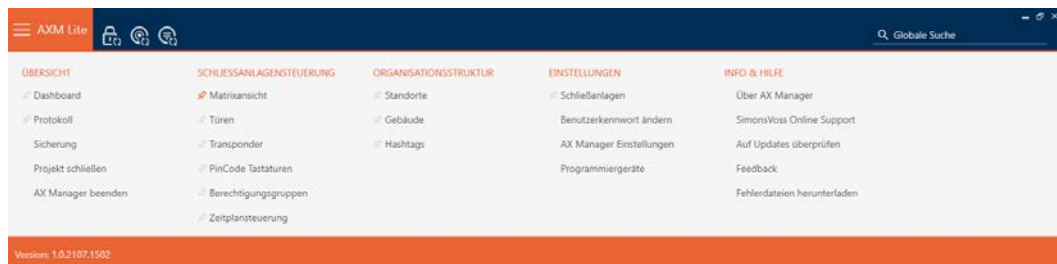 AXM Lite
Globale Suche
ÜBERSICHT
Dashboard
Protokoll
Sicherung
Projekt schließen
AX Manager beenden
SCHLIESSANLAGENSTEUERUNG
Matrixansicht
Türen
Transponder
PinCode Tastaturen
Berechtigungsgruppen
Zeitplansteuerung
ORGANISATIONSSTRUKTUR
Standorte
Gebäude
Hashtags
EINSTELLUNGEN
Schließanlagen
Benutzerkennwort ändern
AX Manager Einstellungen
Programmiergeräte
INFO & HILFE
Über AX Manager
SimonsVoss Online Support
Auf Updates überprüfen
Feedback
Fehlerdateien herunterladen
Version: 1.0.2107.1502